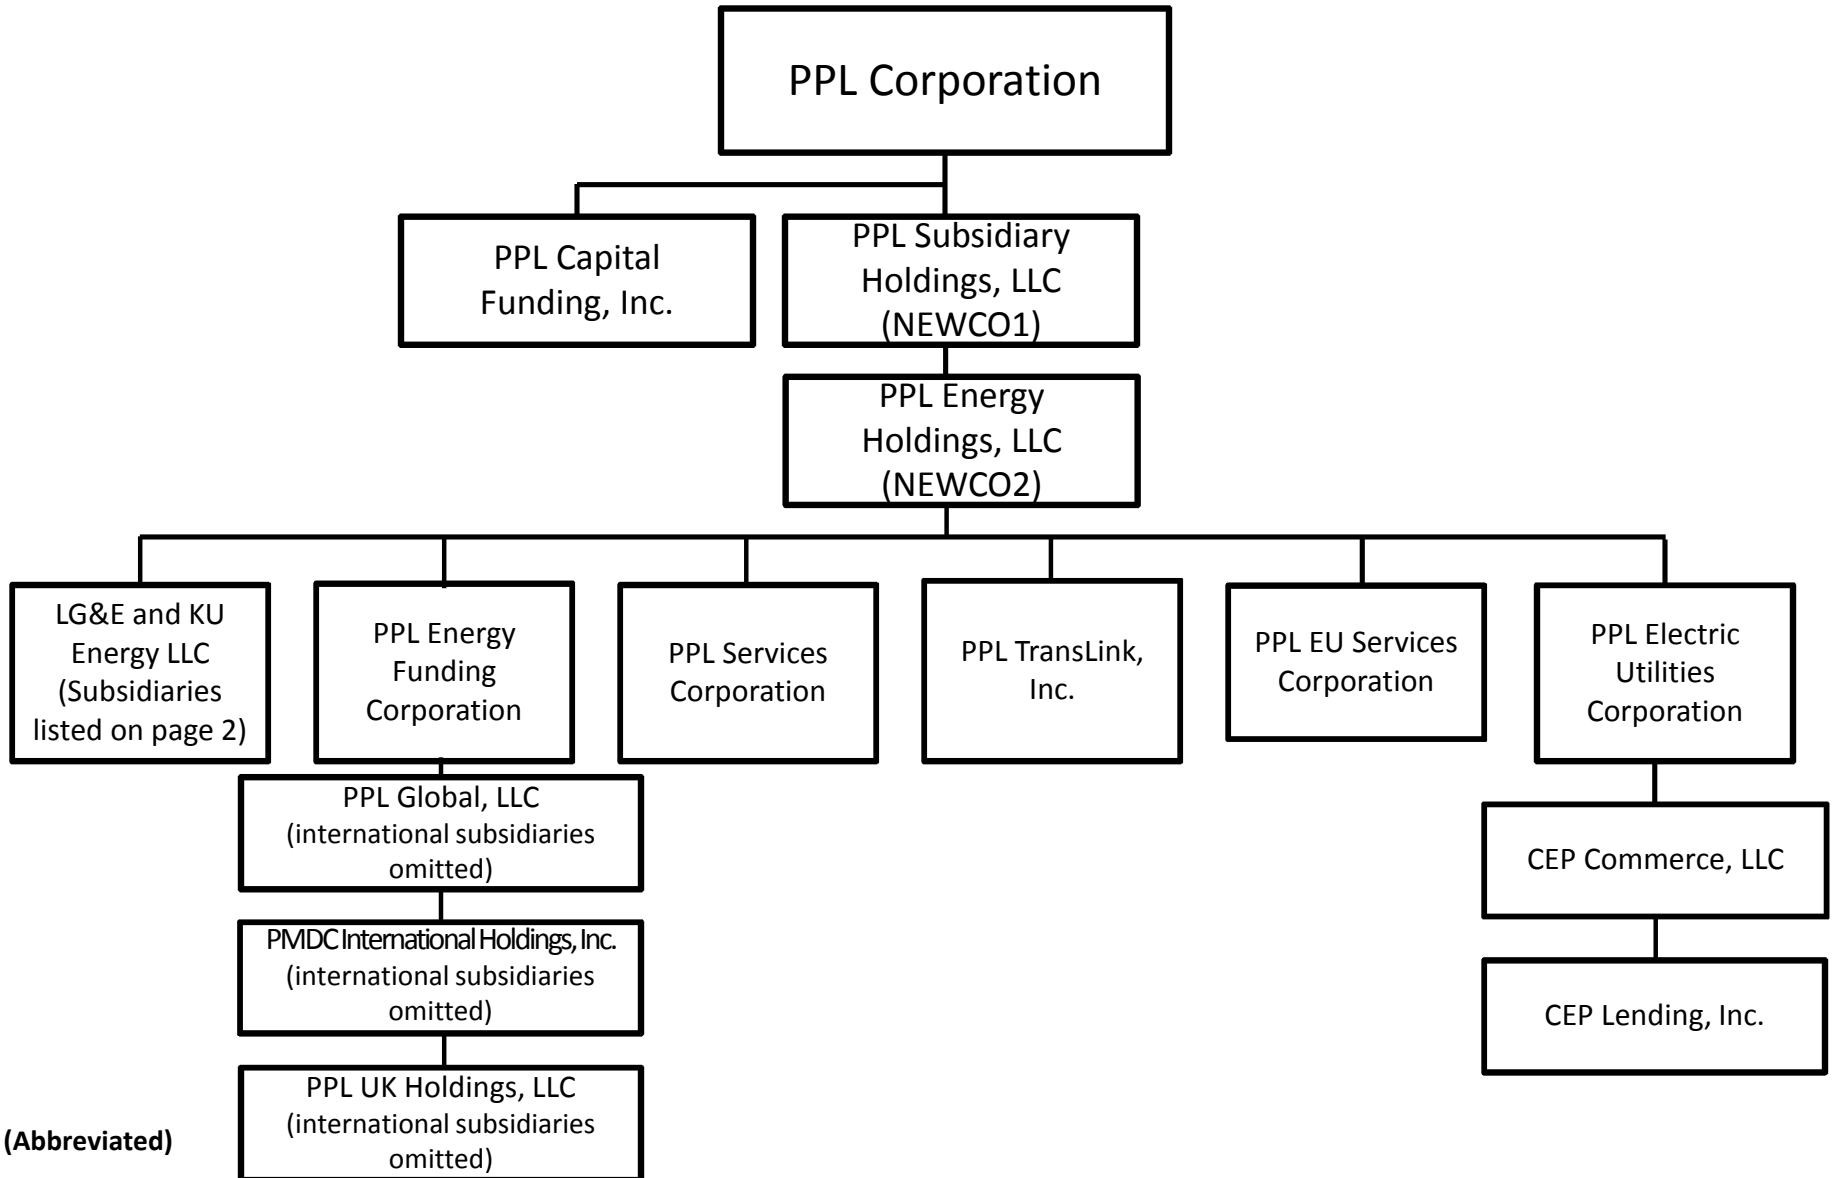 PPL Corporation
PPL Capital
Funding, Inc.
PPL Subsidiary
Holdings, LLC
(NEWCO1)
PPL Energy
Holdings, LLC
(NEWCO2)
LG&E and KU
Energy LLC
(Subsidiaries
listed on page 2)
PPL Energy
Funding
Corporation
PPL Services
Corporation
PPL TransLink,
Inc.
PPL EU Services
Corporation
PPL Electric
Utilities
Corporation
PPL Global, LLC
(international subsidiaries
omitted)
PMDC International Holdings, Inc.
(international subsidiaries
omitted)
PPL UK Holdings, LLC
(international subsidiaries
omitted)
CEP Commerce, LLC
CEP Lending, Inc.
(Abbreviated)